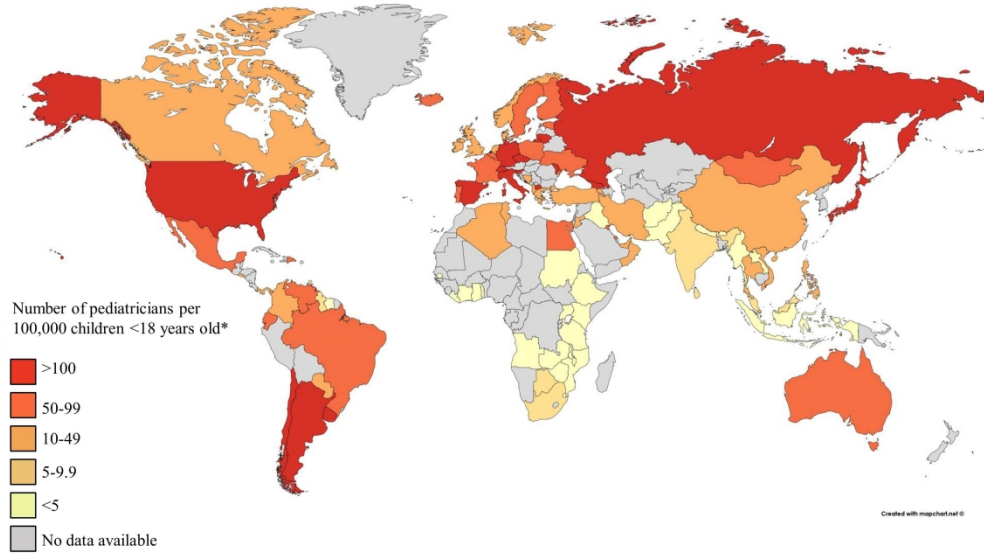 Number of pediatricians per
100,000 children <18 years old*
>100
50-99
10-49
5-9.9
<5
No data available
Created with mapchart.net ©